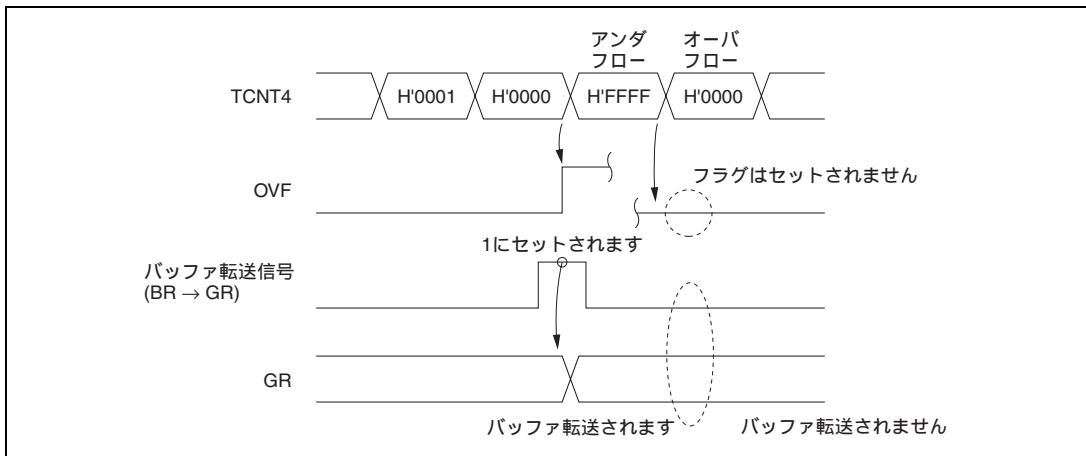 アンダ
フロー
オーバ
フロー
TCNT4
H'0001
H'0000
H'FFFF
H'0000
OVF
フラグはセットされません
1にセットされます
バッファ転送信号
(BR → GR)
GR
バッファ転送されます
バッファ転送されません